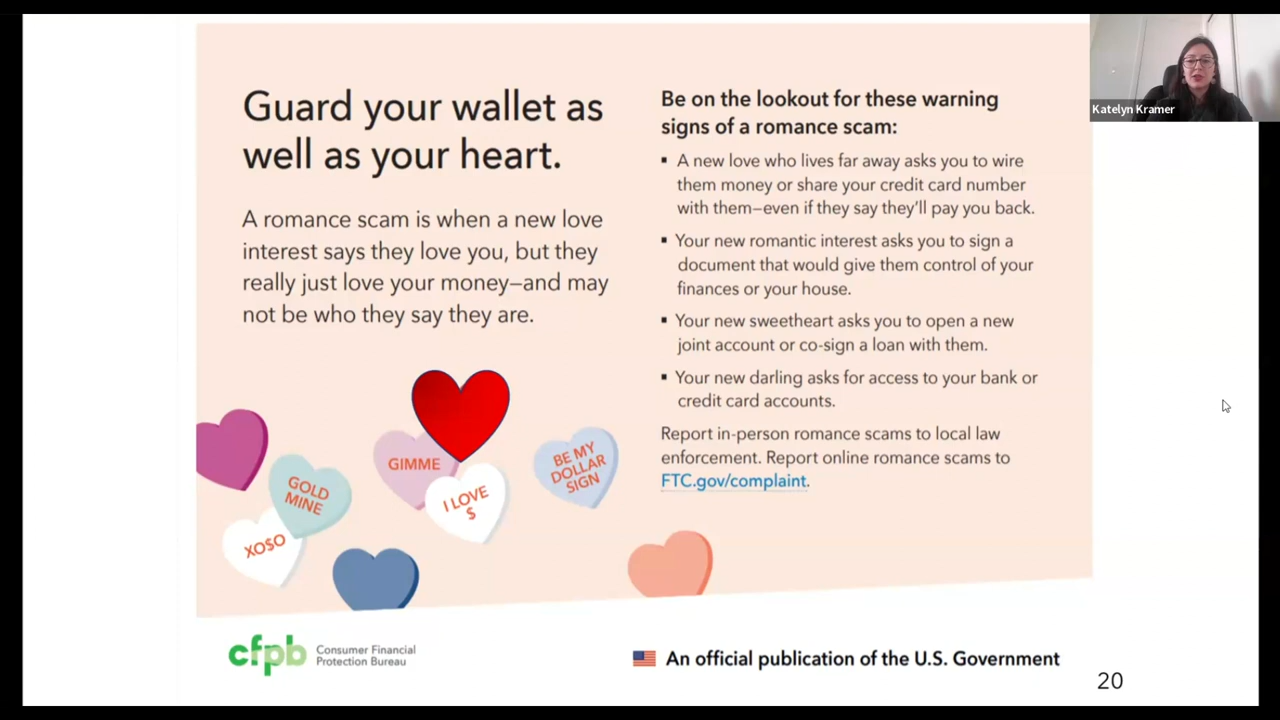 Guard your wallet as
well as your heart.
A romance scam is when a new love
interest says they love you, but they
really just love your money—and may
not be who they say they are.
Be on the lookout for these warning
signs of a romance scam:
▪ A new love who lives far away asks you to wire
them money or share your credit card number
with them—even if they say they'll pay you back.
▪ Your new romantic interest asks you to sign a
document that would give them control of your
finances or your house.
▪ Your new sweetheart asks you to open a new
joint account or co-sign a loan with them.
▪ Your new darling asks for access to your bank or
credit card accounts.
Report in-person romance scams to local law
enforcement. Report online romance scams to
FTC.gov/complaint.
GOLD
MINE
XO$O
GIMME
I LOVE
$
BE MY
DOLLAR
SIGN
cfpb
Consumer Financial
Protection Bureau
An official publication of the U.S. Government
20
Katelyn Kramer